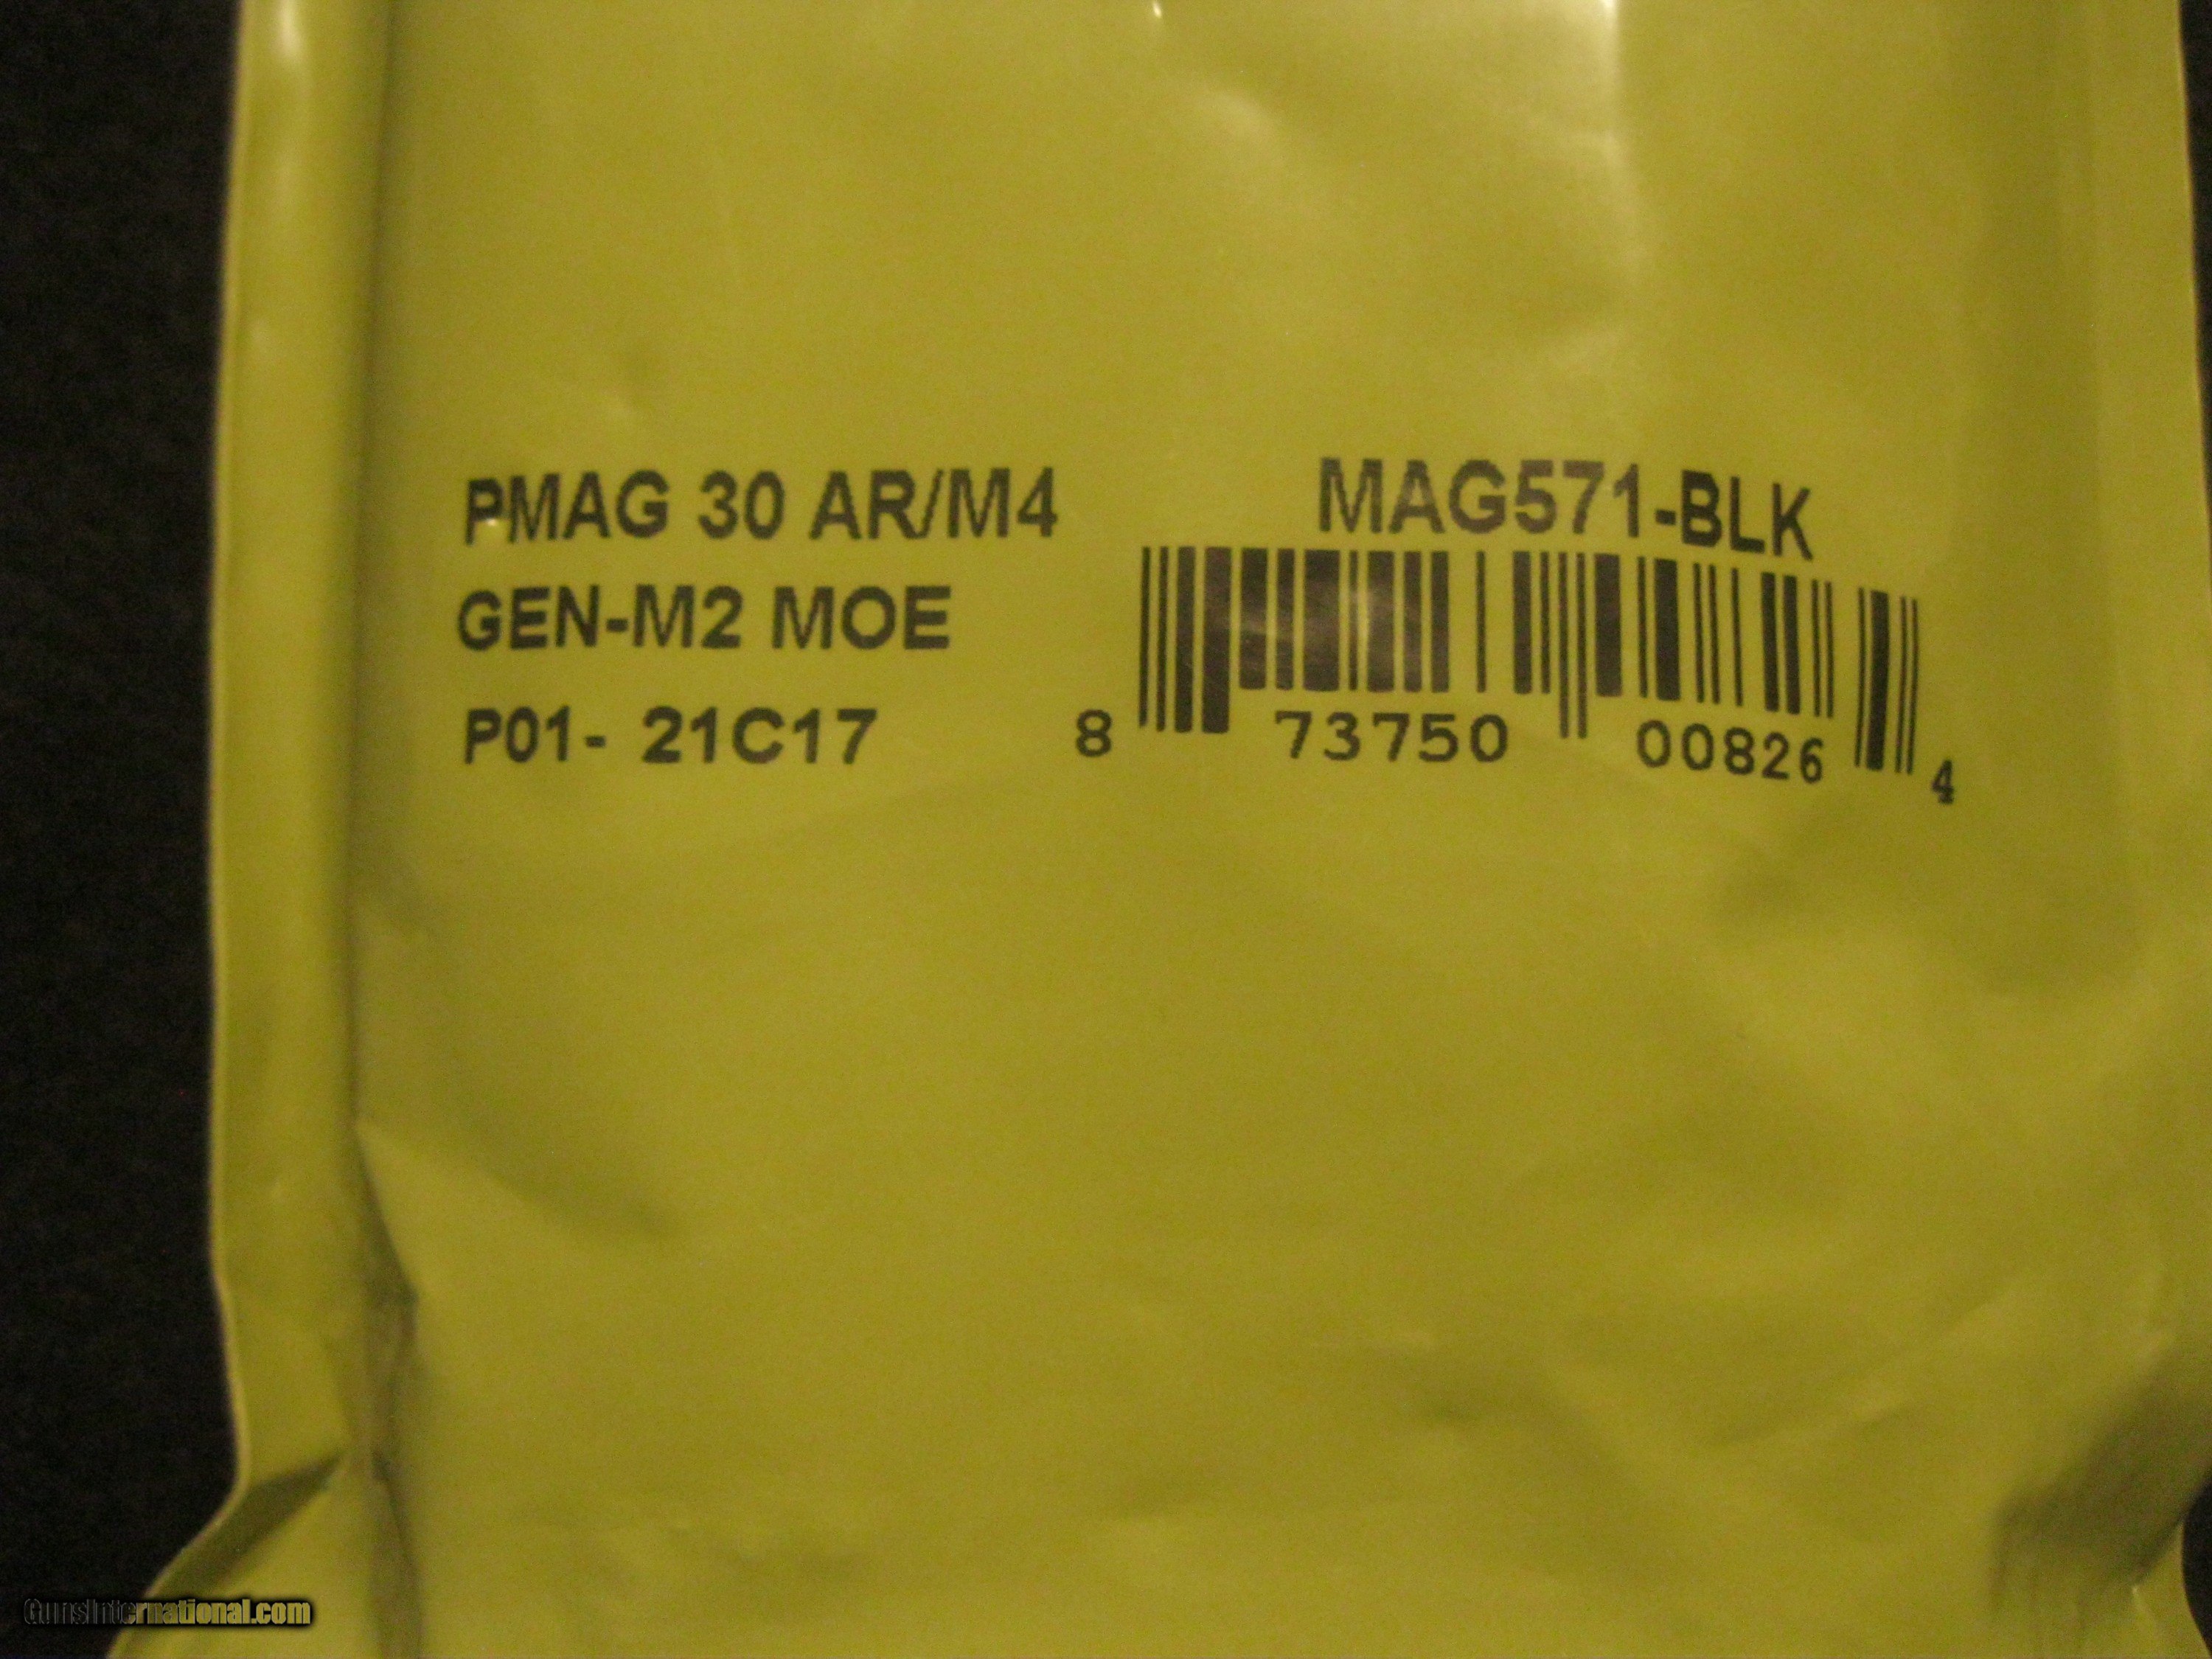 PMAG 30 AR/M4
GEN-M2 MOE
P01- 21C17
MAG571-BLK
8 73750 00826 4
GunsInternational.com